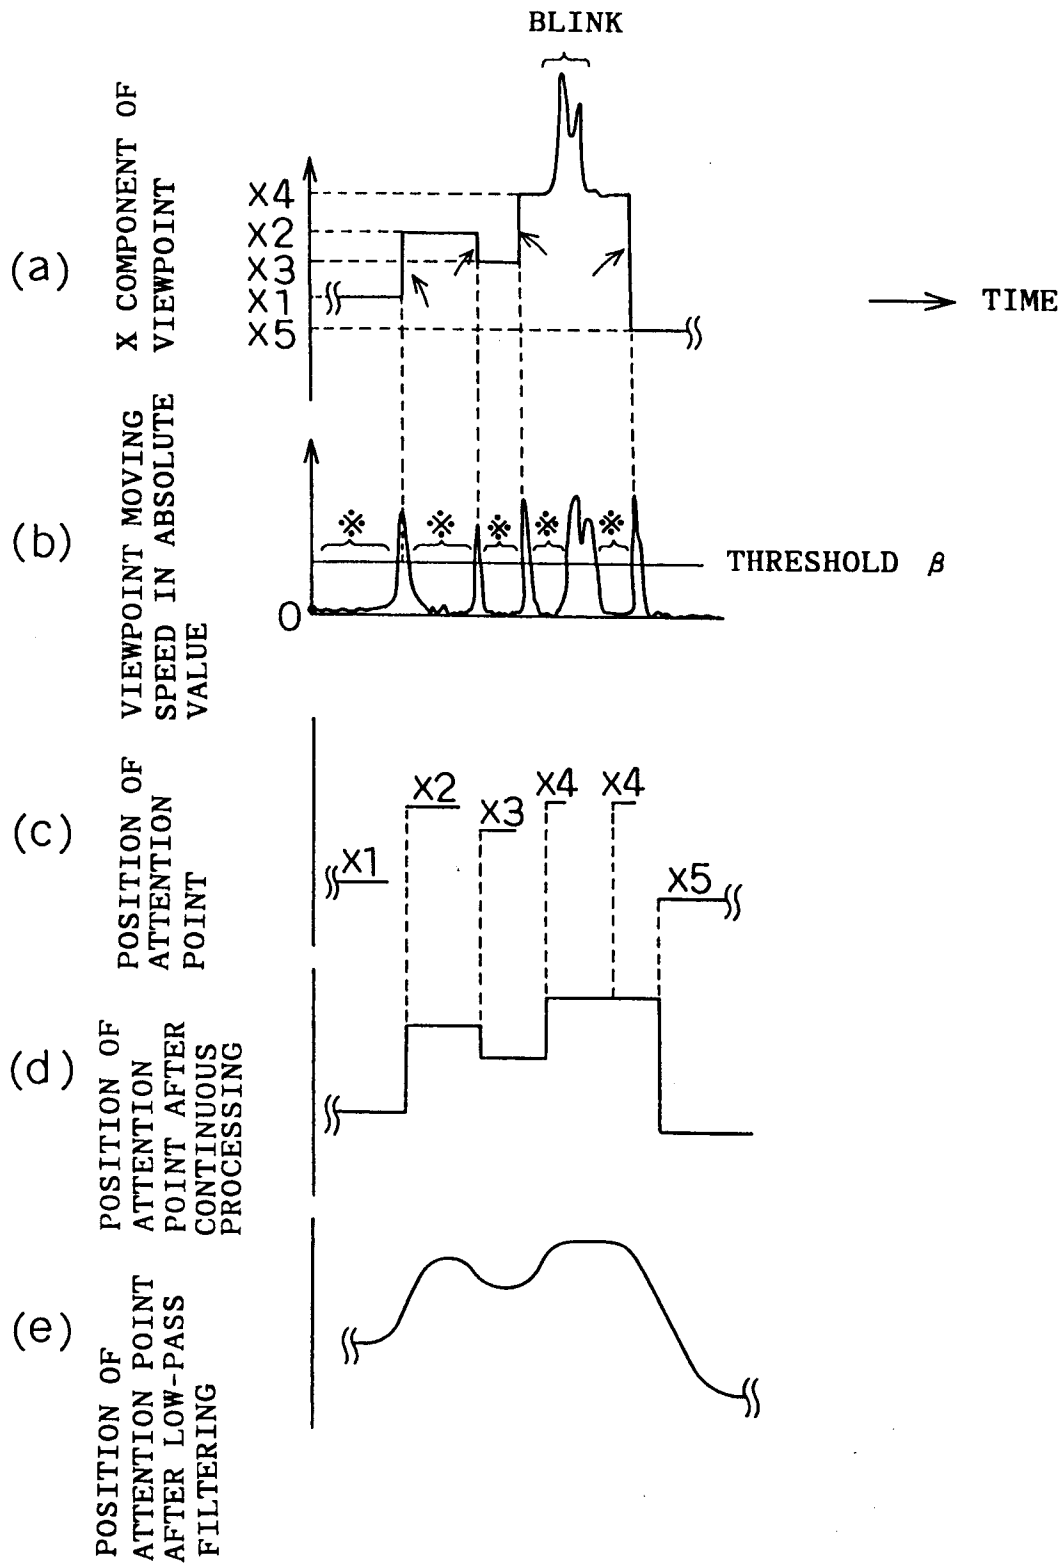 BLINK
(a)
X COMPONENT OF
VIEWPOINT
X4
X2
X3
X1
X5
TIME
(b)
VIEWPOINT MOVING
SPEED IN ABSOLUTE
VALUE
※ ※ ※ ※ ※
THRESHOLD β
0
(c)
POSITION OF
ATTENTION
POINT
X1
X2
X3
X4
X4
X5
(d)
POSITION OF
ATTENTION
POINT AFTER
CONTINUOUS
PROCESSING
(e)
POSITION OF
ATTENTION POINT
AFTER LOW-PASS
FILTERING